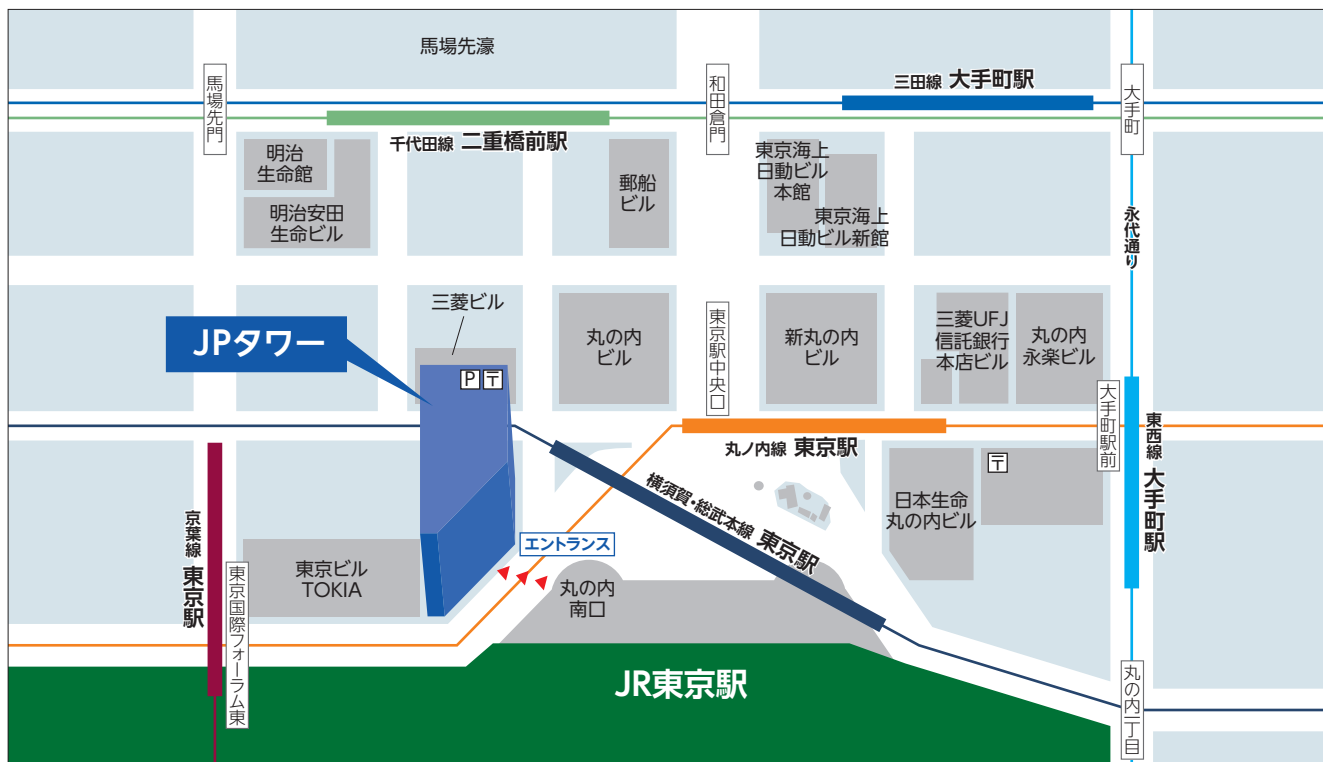 馬場先濠
三田線 大手町駅
馬場先門
和田倉門
大手町
千代田線 二重橋前駅
明治
生命館
明治安田
生命ビル
郵船
ビル
東京海上
日動ビル
本館
東京海上
日動ビル新館
永代通り
三菱ビル
丸の内
ビル
東京駅中央口
新丸の内
ビル
三菱UFJ
信託銀行
本店ビル
丸の内
永楽ビル
JPタワー
P
〒
大手町駅前
丸ノ内線 東京駅
東西線 大手町駅
横須賀・総武本線 東京駅
〒
日本生命
丸の内ビル
京葉線 東京駅
エントランス
東京ビル
TOKIA
東京国際フォーラム東
丸の内
南口
JR東京駅
丸の内一丁目